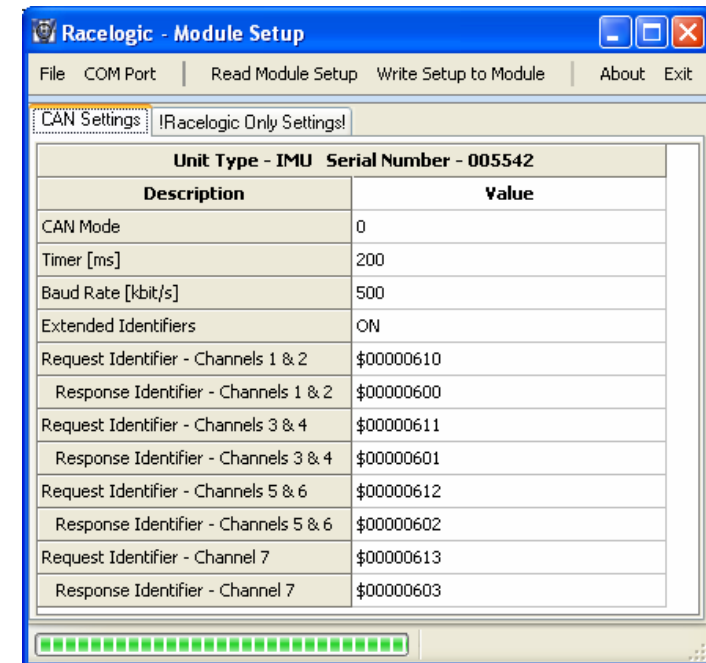 Racelogic - Module Setup
File COM Port Read Module Setup Write Setup to Module About Exit
CAN Settings !Racelogic Only Settings!
Unit Type - IMU Serial Number - 005542
Description Value
CAN Mode 0
Timer [ms] 200
Baud Rate [kbit/s] 500
Extended Identifiers ON
Request Identifier - Channels 1 & 2 $00000610
Response Identifier - Channels 1 & 2 $00000600
Request Identifier - Channels 3 & 4 $00000611
Response Identifier - Channels 3 & 4 $00000601
Request Identifier - Channels 5 & 6 $00000612
Response Identifier - Channels 5 & 6 $00000602
Request Identifier - Channel 7 $00000613
Response Identifier - Channel 7 $00000603